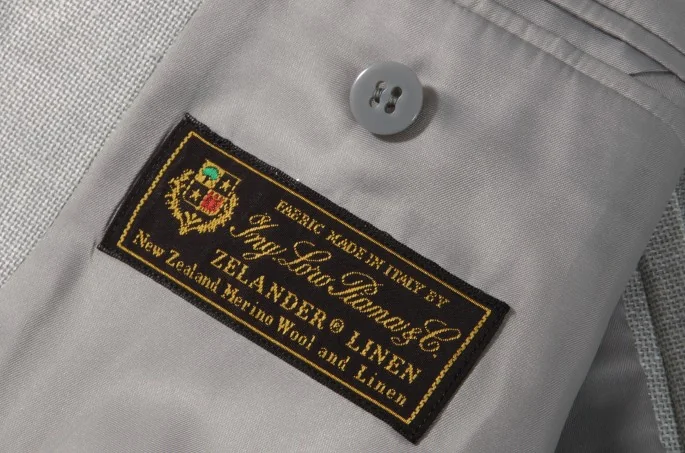 FABRIC MADE IN ITALY BY
Ing Loro Piana & C.
ZELANDER® LINEN
New Zealand Merino Wool and Linen